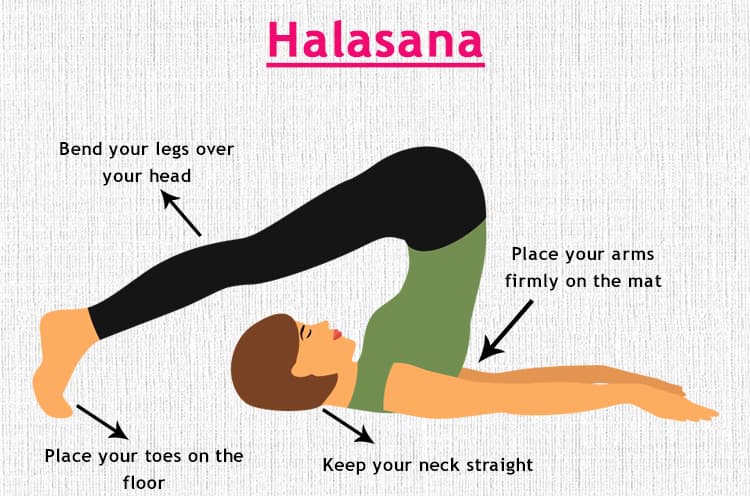 Halasana
Bend your legs over
your head
Place your arms
firmly on the mat
Place your toes on the
floor
Keep your neck straight